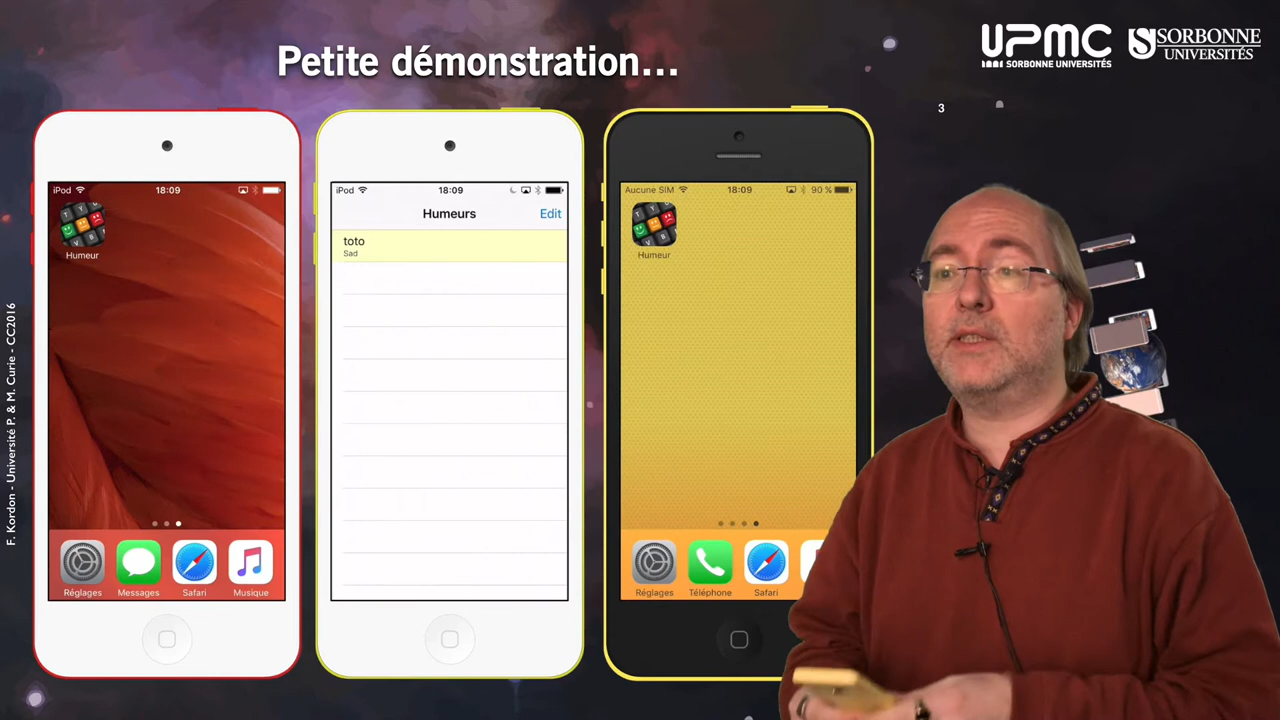 Petite démonstration...
UPMC
SORBONNE UNIVERSITÉS
SORBONNE
UNIVERSITÉS
3
F. Kordon - Université P. & M. Curie - CC2016
iPod
18:09
Humeur
Réglages
Messages
Safari
Musique
iPod
18:09
Humeurs
Edit
toto
Sad
Aucune SIM
18:09
90 %
Humeur
Réglages
Téléphone
Safari